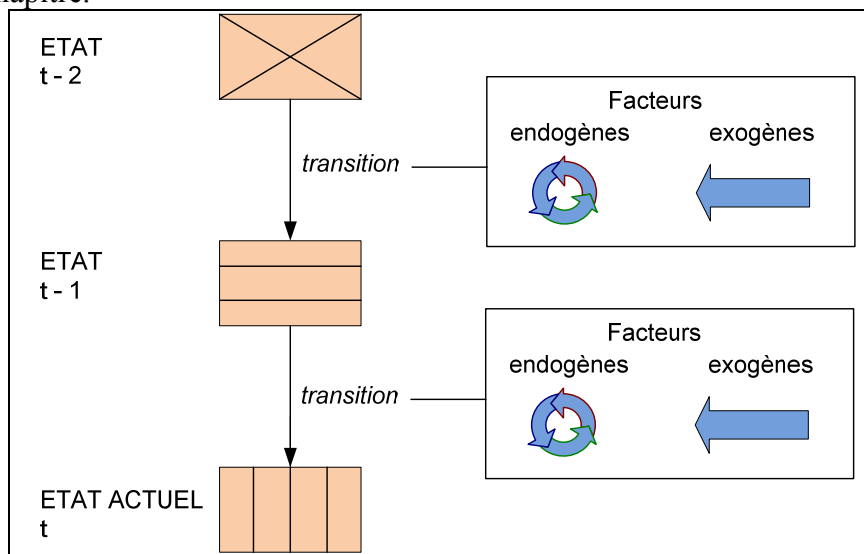 ETAT
t - 2
Facteurs
endogènes exogènes
transition
ETAT
t - 1
Facteurs
endogènes exogènes
transition
ETAT ACTUEL
t